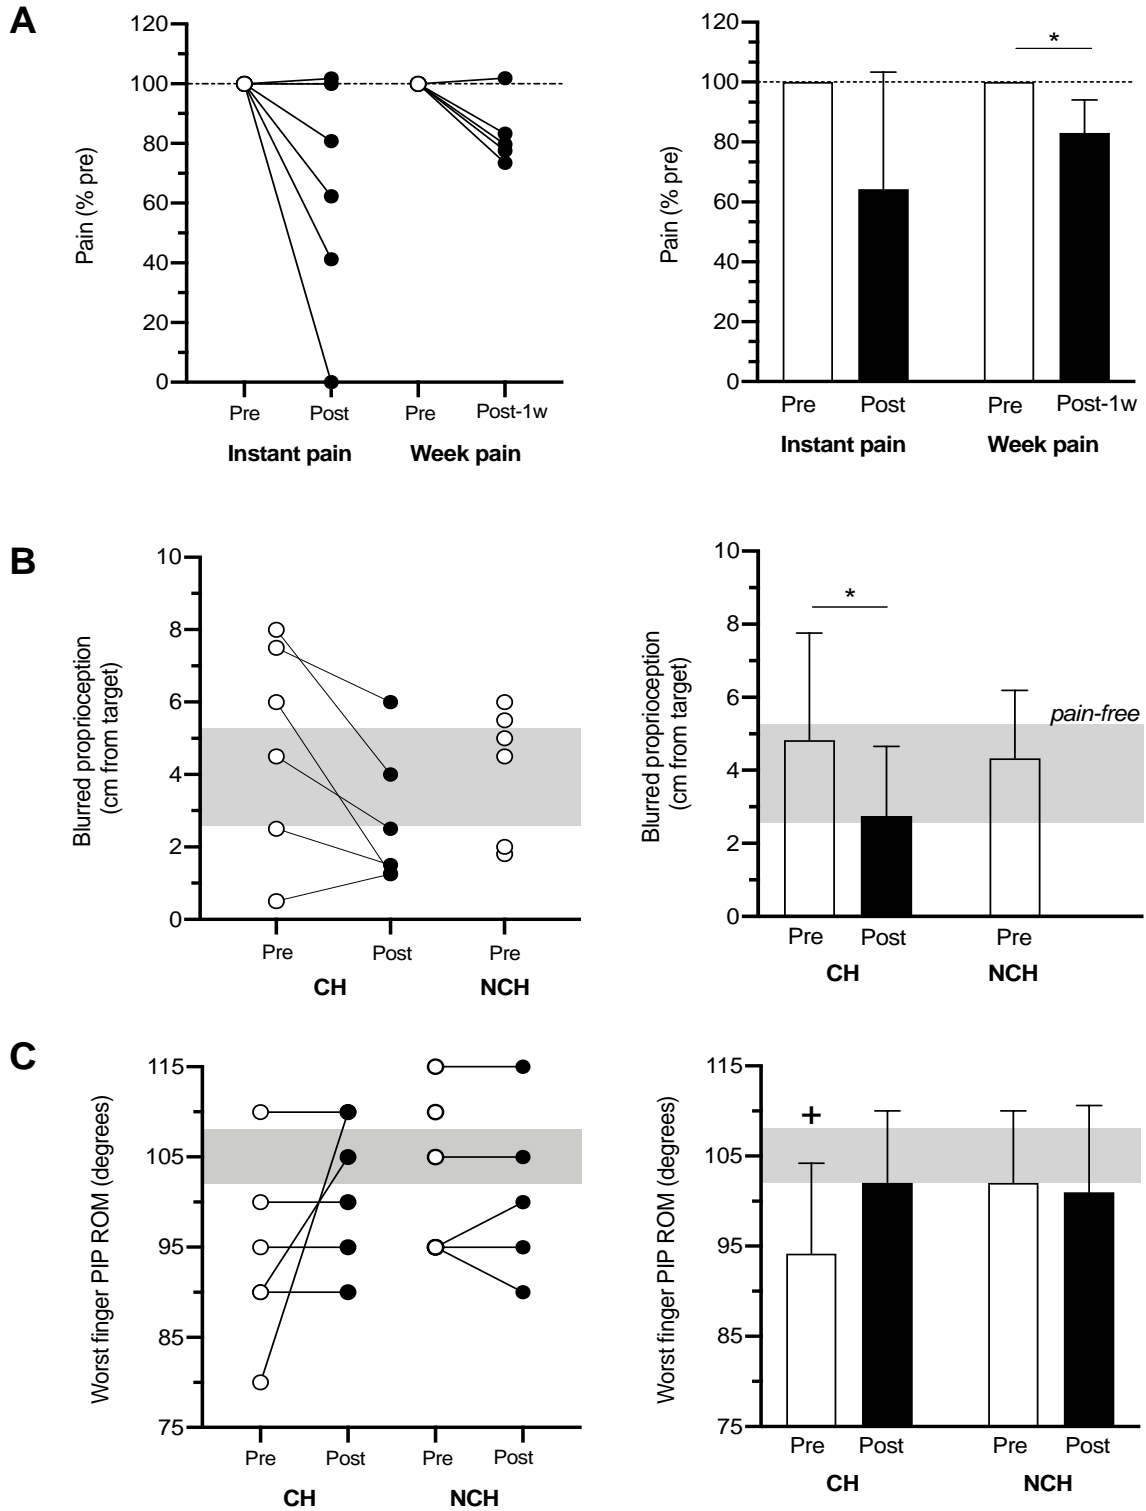 A
120
100
80
60
40
20
0
Pain (% pre)
Pre
Post
Pre
Post-1w
Instant pain
Week pain
120
100
80
60
40
20
0
Pain (% pre)
*
Pre
Post
Pre
Post-1w
Instant pain
Week pain
B
10
8
6
4
2
0
Blurred proprioception
(cm from target)
Pre
Post
Pre
CH
NCH
10
8
6
4
2
0
Blurred proprioception
(cm from target)
*
pain-free
Pre
Post
Pre
CH
NCH
C
115
105
95
85
75
Worst finger PIP ROM (degrees)
Pre
Post
Pre
Post
CH
NCH
115
105
95
85
75
Worst finger PIP ROM (degrees)
+
Pre
Post
Pre
Post
CH
NCH